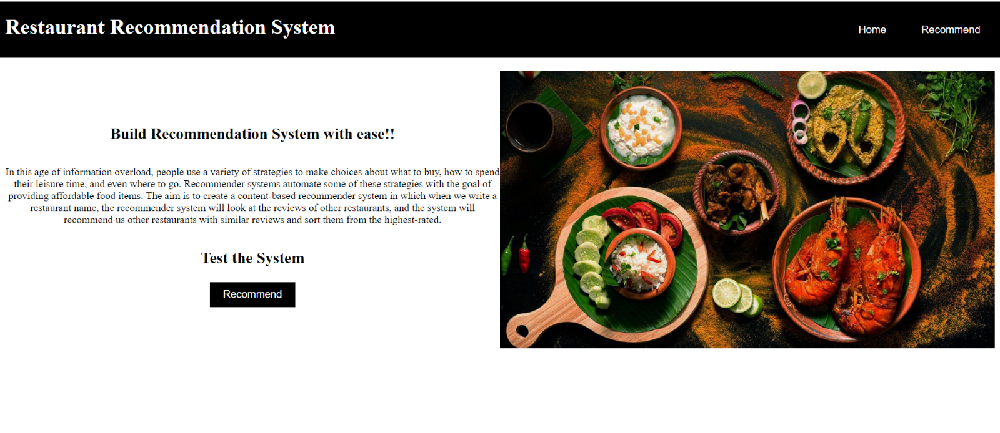 Restaurant Recommendation System
Home
Recommend
Build Recommendation System with ease!!
In this age of information overload, people use a variety of strategies to make choices about what to buy, how to spend
their leisure time, and even where to go. Recommender systems automate some of these strategies with the goal of
providing affordable food items. The aim is to create a content-based recommender system in which when we write a
restaurant name, the recommender system will look at the reviews of other restaurants, and the system will
recommend us other restaurants with similar reviews and sort them from the highest-rated.
Test the System
Recommend